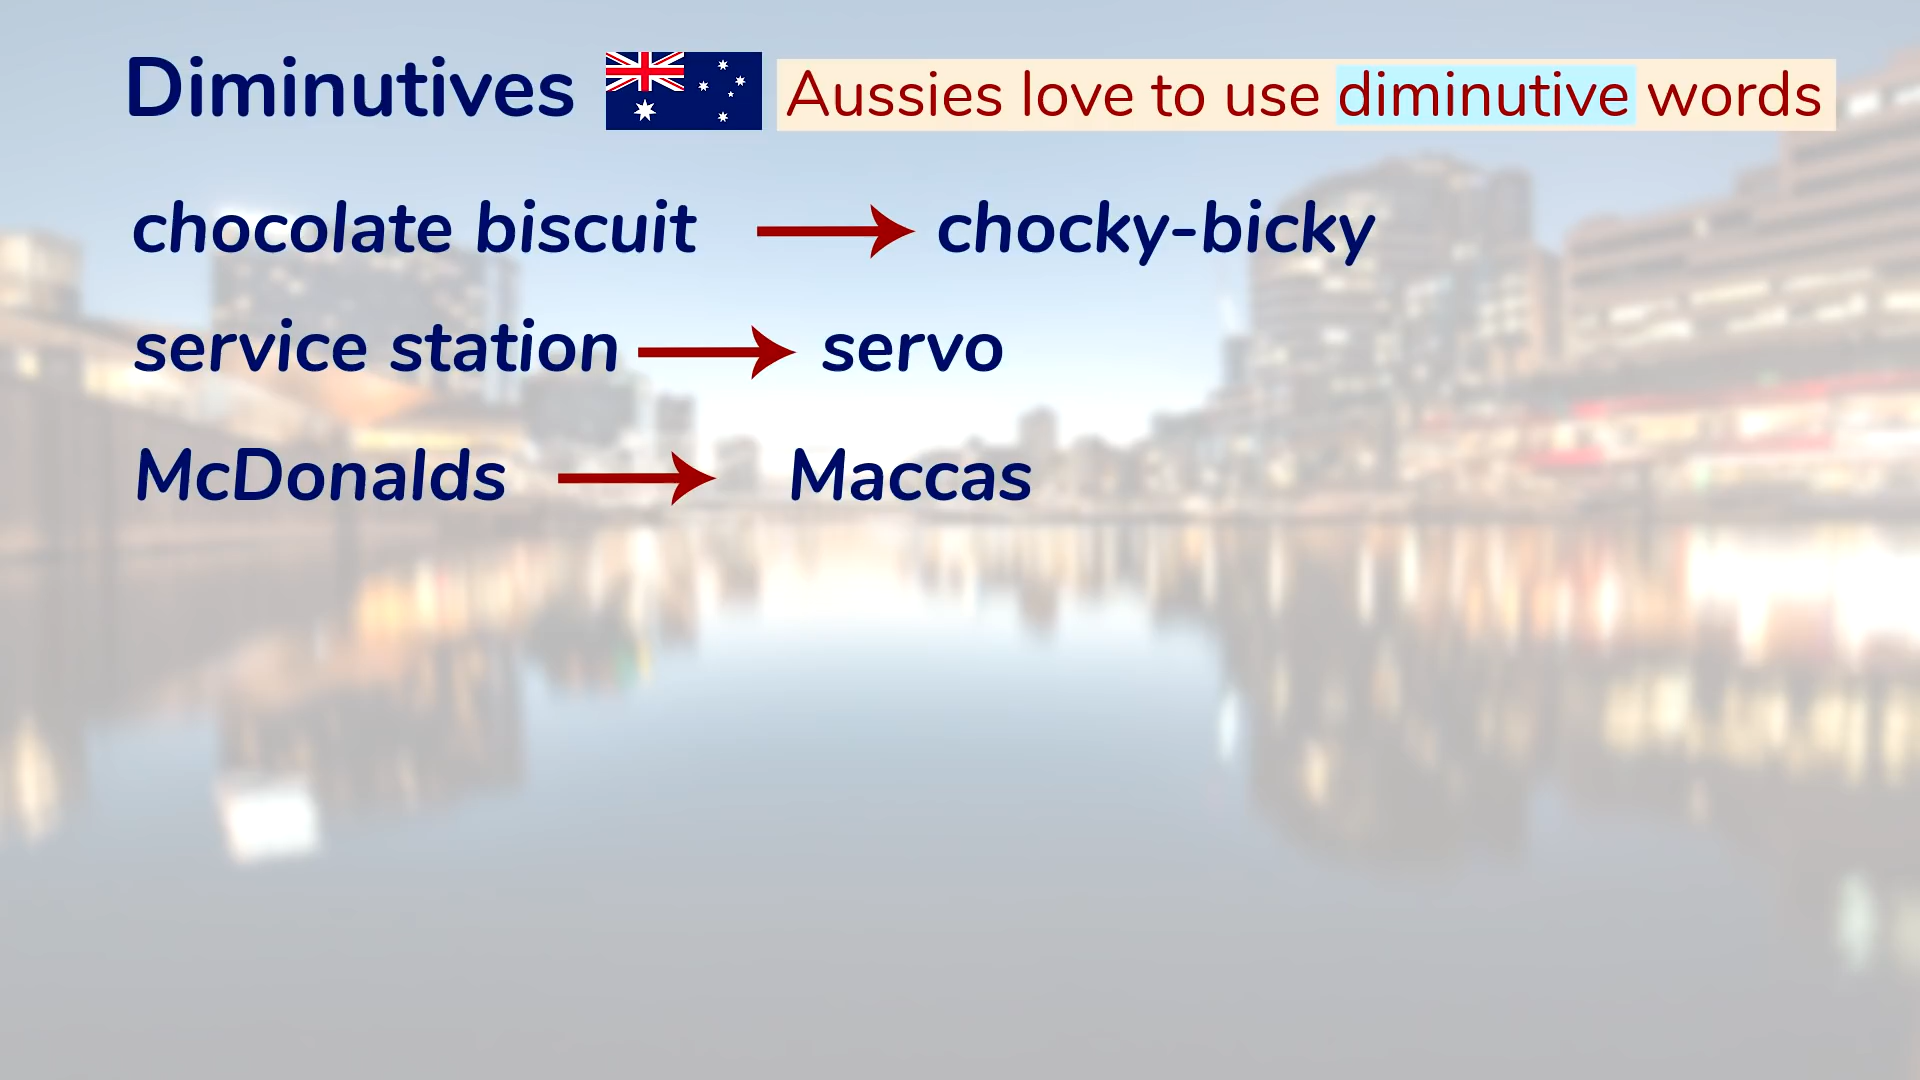 Diminutives Aussies love to use diminutive words
chocolate biscuit chocky-bicky
service station servo
McDonalds Maccas